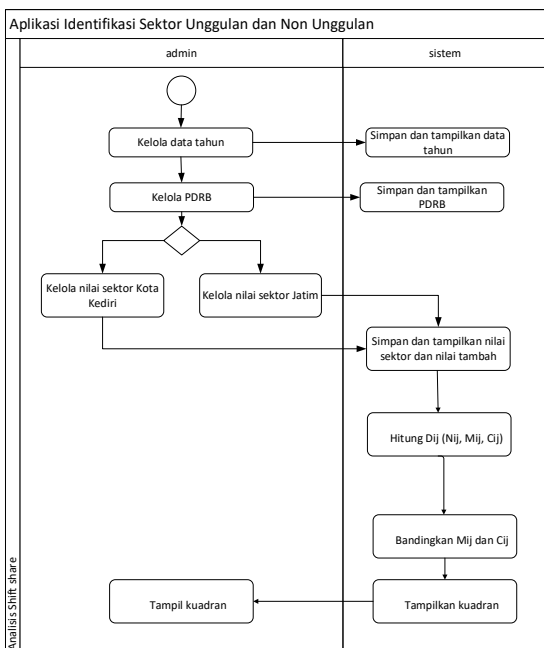 Aplikasi Identifikasi Sektor Unggulan dan Non Unggulan
admin
sistem
Kelola data tahun
Simpan dan tampilkan data
tahun
Kelola PDRB
Simpan dan tampilkan
PDRB
Kelola nilai sektor Kota
Kediri
Kelola nilai sektor Jatim
Simpan dan tampilkan nilai
sektor dan nilai tambah
Hitung Dij (Nij, Mij, Cij)
Bandingkan Mij dan Cij
Tampil kuadran
Tampilkan kuadran
Analisis Shift share